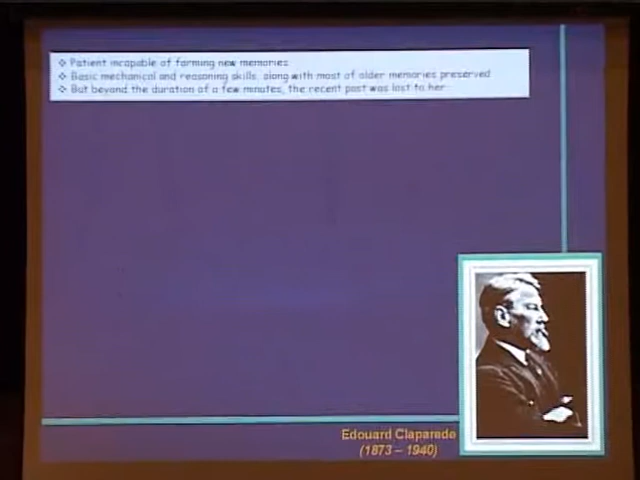 ❖ Patient incapable of forming new memories
❖ Basic mechanical and reasoning skills, along with most of older memories preserved
❖ But beyond the duration of a few minutes, the recent past was lost to her
Edouard Claparede
(1873 – 1940)